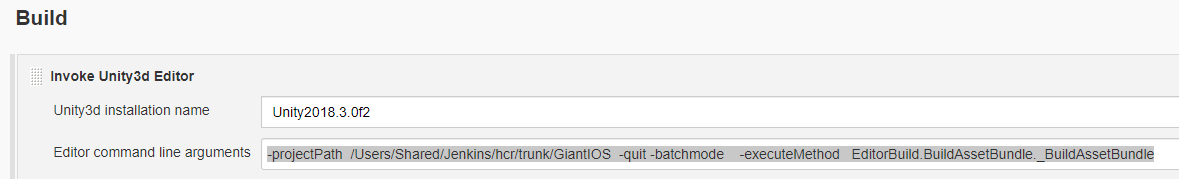 Build
Invoke Unity3d Editor
Unity3d installation name
Unity2018.3.0f2
Editor command line arguments
-projectPath /Users/Shared/Jenkins/hcr/trunk/GiantIOS -quit -batchmode -executeMethod EditorBuild.BuildAssetBundle._BuildAssetBundle